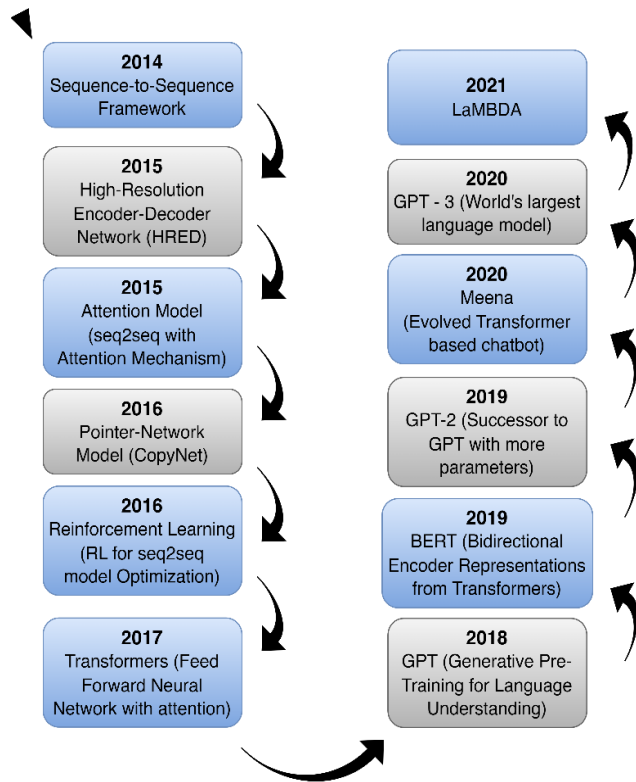 2014
Sequence-to-Sequence
Framework
2015
High-Resolution
Encoder-Decoder
Network (HRED)
2015
Attention Model
(seq2seq with
Attention Mechanism)
2016
Pointer-Network
Model (CopyNet)
2016
Reinforcement Learning
(RL for seq2seq
model Optimization)
2017
Transformers (Feed
Forward Neural
Network with attention)
2018
GPT (Generative Pre-
Training for Language
Understanding)
2019
BERT (Bidirectional
Encoder Representations
from Transformers)
2019
GPT-2 (Successor to
GPT with more
parameters)
2020
Meena
(Evolved Transformer
based chatbot)
2020
GPT - 3 (World's largest
language model)
2021
LaMBDA